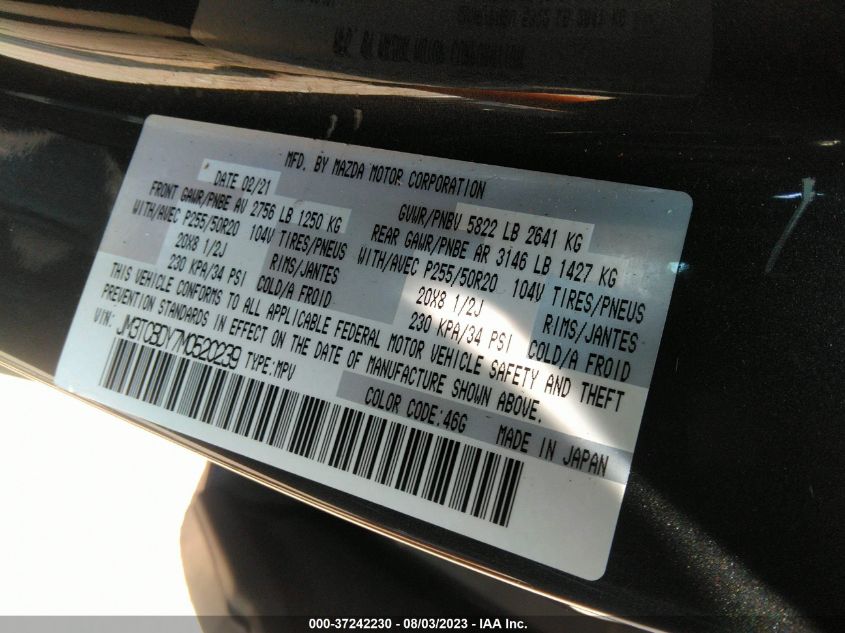 MFD. BY MAZDA MOTOR CORPORATION
DATE 02/21
GVWR/PNBV 5822 LB 2641 KG
FRONT GAWR/PNBE AV 2756 LB 1250 KG
REAR GAWR/PNBE AR 3146 LB 1427 KG
WITH/AVEC P255/50R20 104V TIRES/PNEUS
WITH/AVEC P255/50R20 104V TIRES/PNEUS
20X8 1/2J RIMS/JANTES
20X8 1/2J RIMS/JANTES
230 KPA/34 PSI COLD/A FROID
230 KPA/34 PSI COLD/A FROID
THIS VEHICLE CONFORMS TO ALL APPLICABLE FEDERAL MOTOR VEHICLE SAFETY AND THEFT
PREVENTION STANDARDS IN EFFECT ON THE DATE OF MANUFACTURE SHOWN ABOVE.
VIN: JM3TCBDY7M0520239 TYPE:MPV
COLOR CODE:46G
MADE IN JAPAN
000-37242230 - 08/03/2023 - IAA Inc.